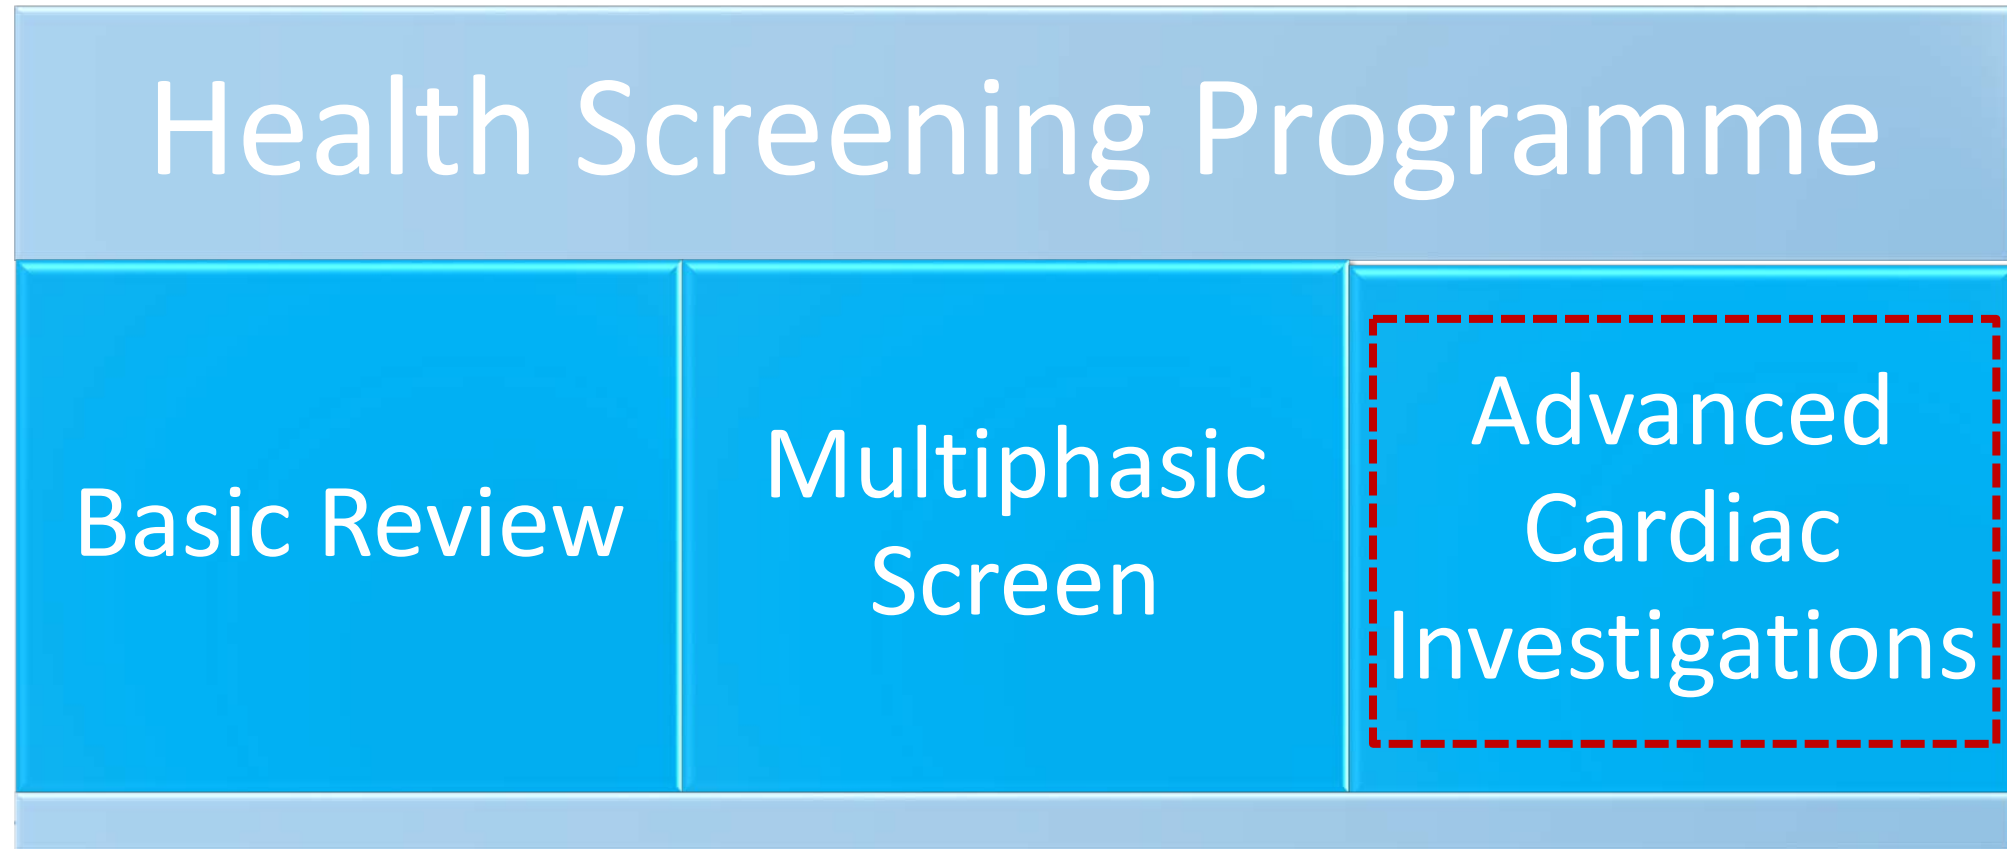 Health Screening Programme
Basic Review
Multiphasic
Screen
Advanced
Cardiac
Investigations